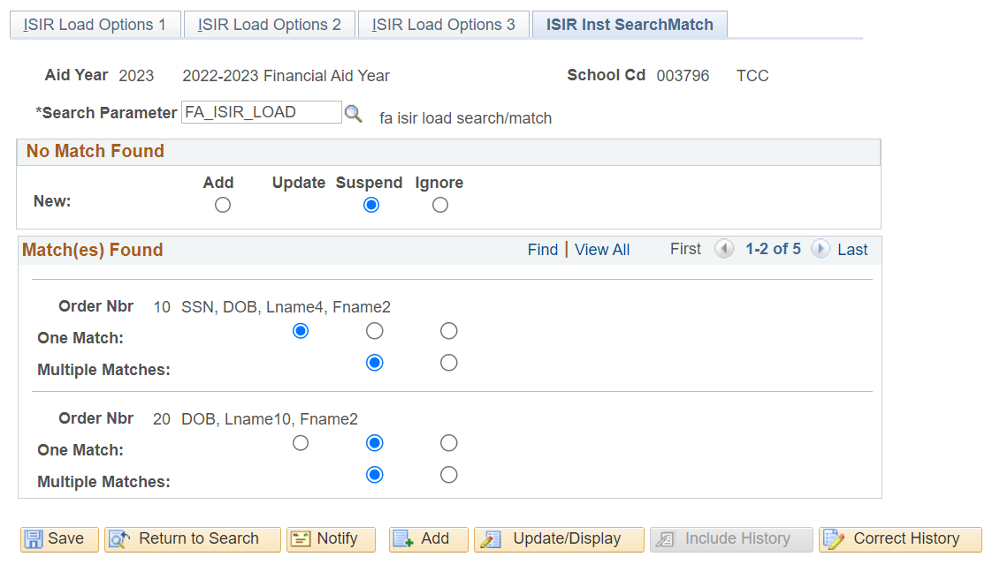 ISIR Load Options 1 ISIR Load Options 2 ISIR Load Options 3 ISIR Inst SearchMatch
Aid Year 2023 2022-2023 Financial Aid Year School Cd 003796 TCC
*Search Parameter FA_ISIR_LOAD fa isir load search/match
No Match Found
Add Update Suspend Ignore
New:
Match(es) Found Find | View All First 1-2 of 5 Last
Order Nbr 10 SSN, DOB, Lname4, Fname2
One Match:
Multiple Matches:
Order Nbr 20 DOB, Lname10, Fname2
One Match:
Multiple Matches:
Save Return to Search Notify Add Update/Display Include History Correct History